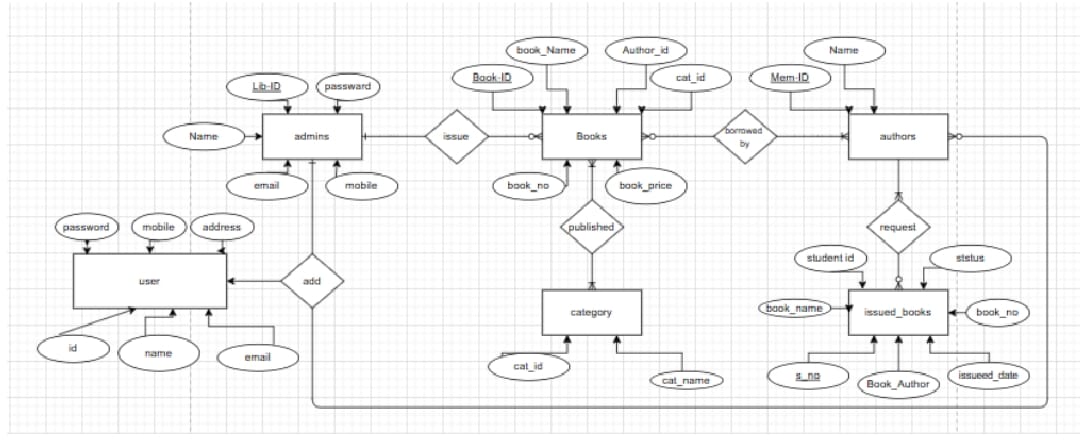 book_Name
Author_id
Name
Book-ID
cat_id
Mem-ID
Lib-ID
passward
Name
admins
issue
Books
borrowed
by
authors
email
mobile
book_no
book_price
password
mobile
address
published
request
user
add
student id
ststus
book_name
issued_books
book_no
category
id
name
email
cat_id
cat_name
s_no
Book_Author
issueed_date